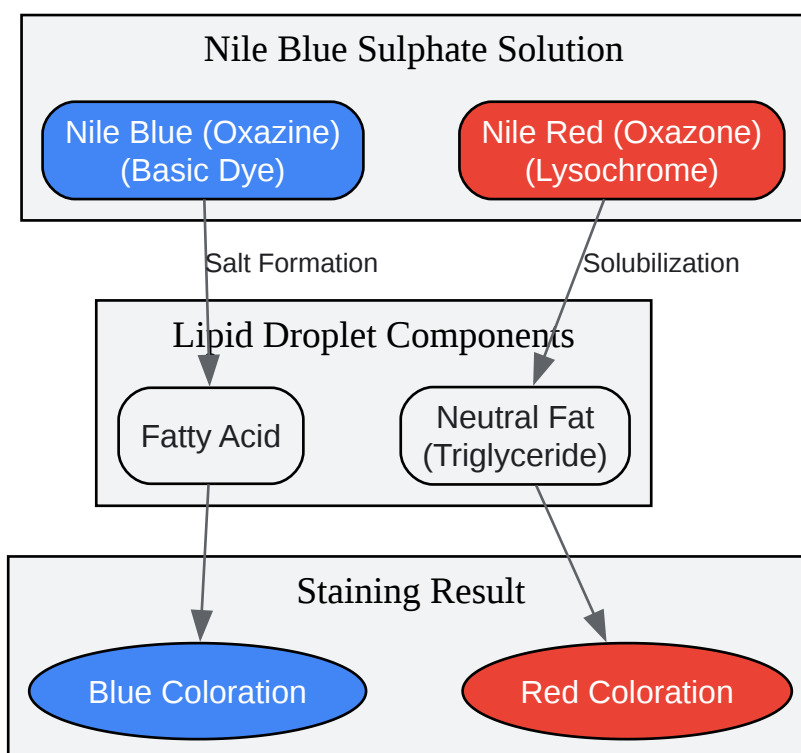 Nile Blue Sulphate Solution
Nile Blue (Oxazine)
(Basic Dye)
Nile Red (Oxazone)
(Lysochrome)
Salt Formation
Solubilization
Lipid Droplet Components
Fatty Acid
Neutral Fat
(Triglyceride)
Staining Result
Blue Coloration
Red Coloration